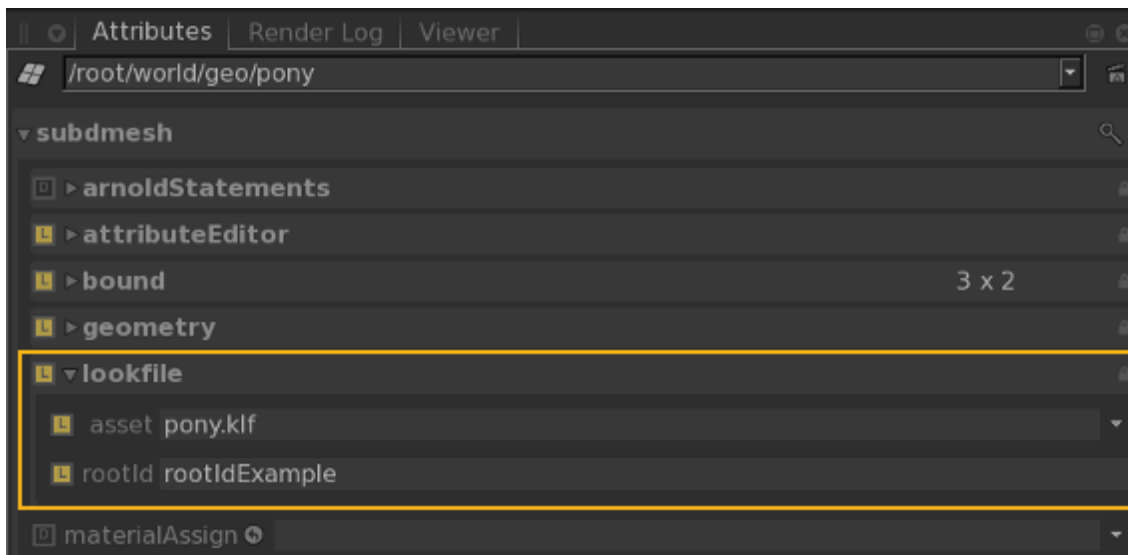 Attributes Render Log Viewer
/root/world/geo/pony
subdmesh
D arnoldStatements
L attributeEditor
L bound 3 x 2
L geometry
L lookfile
L asset pony.klf
L rootId rootIdExample
D materialAssign